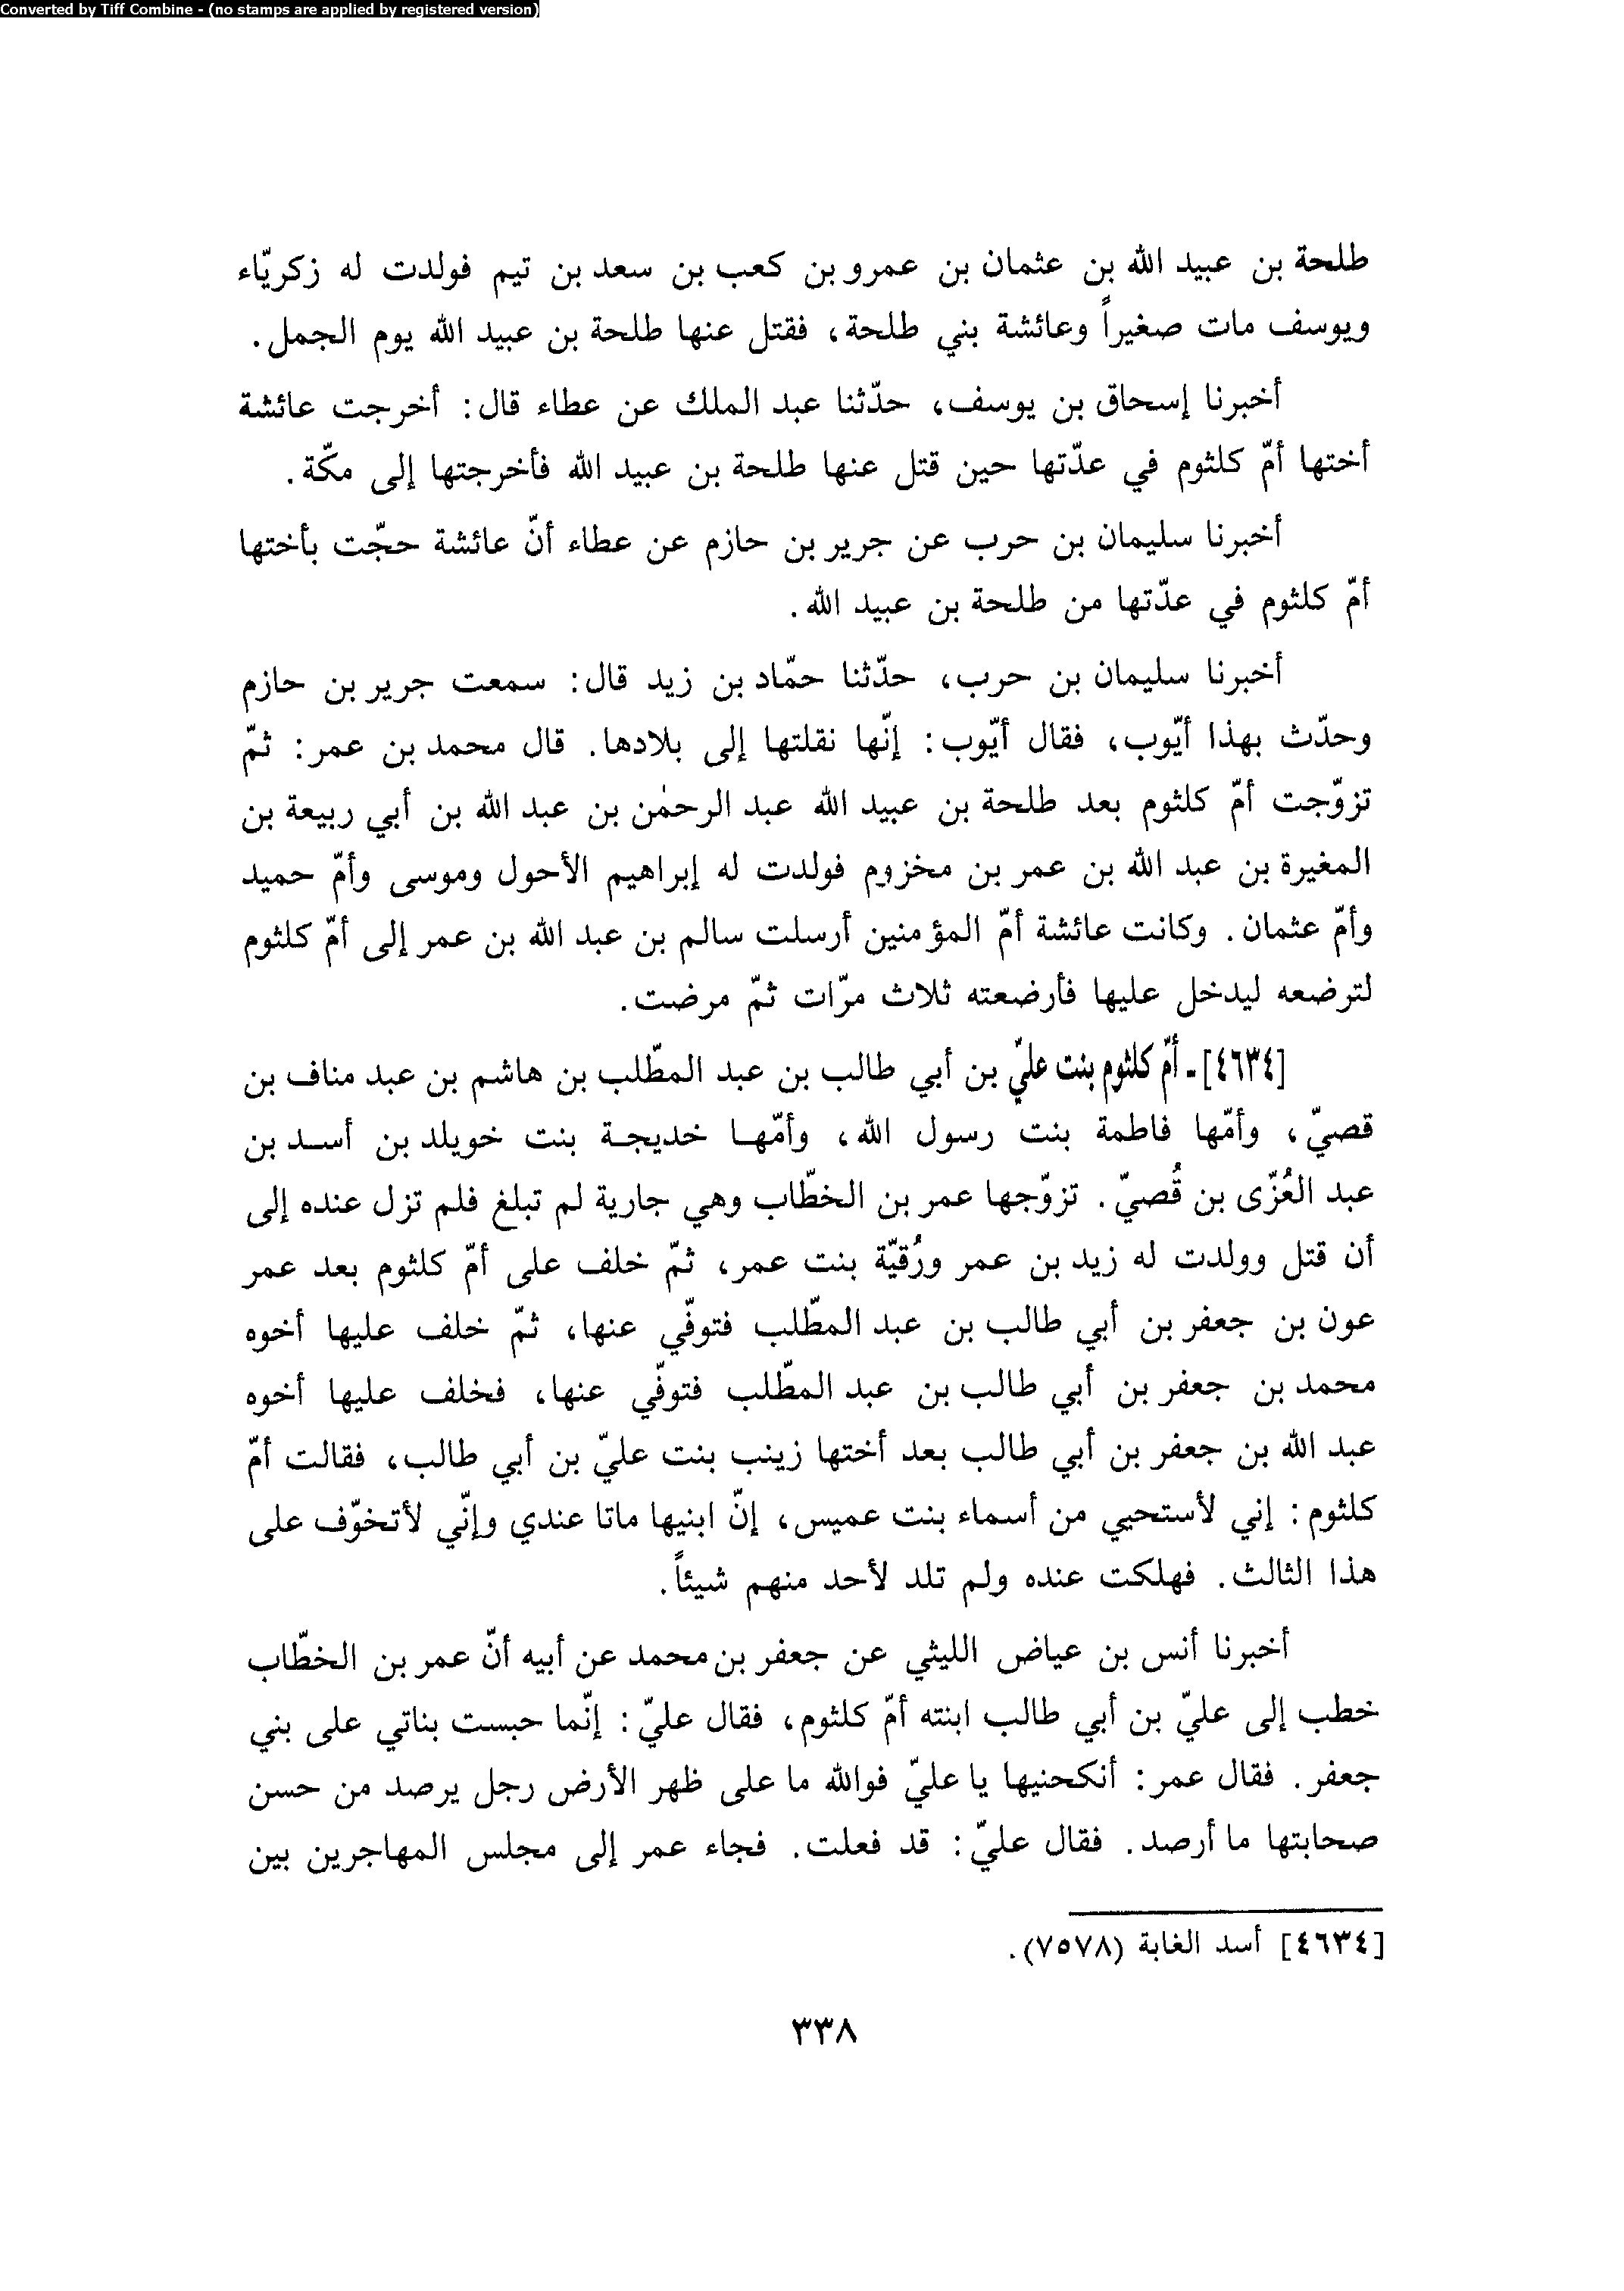 Converted by Tiff Combine - (no stamps are applied by registered version)
طلحة بن عبيد الله بن عثمان بن عمرو بن كعب بن سعد بن تيم فولدت له زكريّاء
ويوسف مات صغيراً وعائشة بني طلحة، فقتل عنها طلحة بن عبيد الله يوم الجمل.
أخبرنا إسحاق بن يوسف، حدّثنا عبد الملك عن عطاء قال: أخرجت عائشة
أختها أمّ كلثوم في عدّتها حين قتل عنها طلحة بن عبيد الله فأخرجتها إلى مكّة.
أخبرنا سليمان بن حرب عن جرير بن حازم عن عطاء أنّ عائشة حجّت بأختها
أمّ كلثوم في عدّتها من طلحة بن عبيد الله.
أخبرنا سليمان بن حرب، حدّثنا حمّاد بن زيد قال: سمعت جرير بن حازم
وحدّث بهذا أيّوب، فقال أيّوب: إنّها نقلتها إلى بلادها. قال محمد بن عمر: ثمّ
تزوّجت أمّ كلثوم بعد طلحة بن عبيد الله عبد الرحمٰن بن عبد الله بن أبي ربيعة بن
المغيرة بن عبد الله بن عمر بن مخزوم فولدت له إبراهيم الأحول وموسى وأمّ حميد
وأمّ عثمان. وكانت عائشة أمّ المؤمنين أرسلت سالم بن عبد الله بن عمر إلى أمّ كلثوم
لترضعه ليدخل عليها فأرضعته ثلاث مرّات ثمّ مرضت.
[٤٦٣٤] - أمّ كلثوم بنت عليّ بن أبي طالب بن عبد المطّلب بن هاشم بن عبد مناف بن
قصيّ، وأمّها فاطمة بنت رسول الله، وأمّها خديجة بنت خويلد بن أسد بن
عبد العُزّى بن قُصيّ. تزوّجها عمر بن الخطّاب وهي جارية لم تبلغ فلم تزل عنده إلى
أن قتل وولدت له زيد بن عمر ورُقيّة بنت عمر، ثمّ خلف على أمّ كلثوم بعد عمر
عون بن جعفر بن أبي طالب بن عبد المطّلب فتوفّي عنها، ثمّ خلف عليها أخوه
محمد بن جعفر بن أبي طالب بن عبد المطّلب فتوفّي عنها، فخلف عليها أخوه
عبد الله بن جعفر بن أبي طالب بعد أختها زينب بنت عليّ بن أبي طالب، فقالت أمّ
كلثوم: إني لأستحيي من أسماء بنت عميس، إنّ ابنيها ماتا عندي وإنّي لأتخوّف على
هذا الثالث. فهلكت عنده ولم تلد لأحد منهم شيئاً.
أخبرنا أنس بن عياض الليثي عن جعفر بن محمد عن أبيه أنّ عمر بن الخطّاب
خطب إلى عليّ بن أبي طالب ابنته أمّ كلثوم، فقال عليّ: إنّما حبست بناتي على بني
جعفر. فقال عمر: أنكحنيها يا عليّ فوالله ما على ظهر الأرض رجل يرصد من حسن
صحابتها ما أرصد. فقال عليّ: قد فعلت. فجاء عمر إلى مجلس المهاجرين بين
[٤٦٣٤] أسد الغابة (٧٥٧٨).
٣٣٨